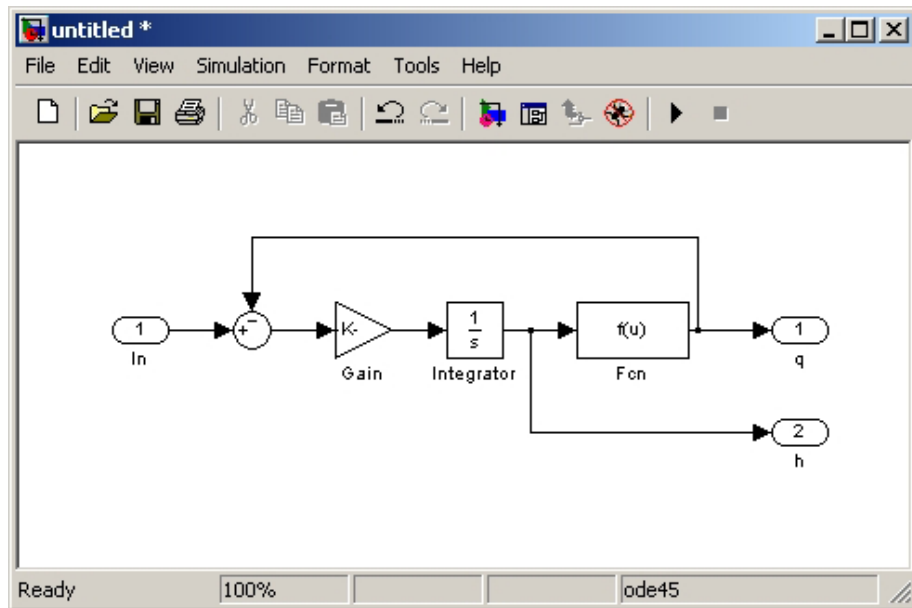 untitled *
File Edit View Simulation Format Tools Help
1
In
+ -
K-
Gain
1
s
Integrator
f(u)
Fcn
1
q
2
h
Ready 100% ode45